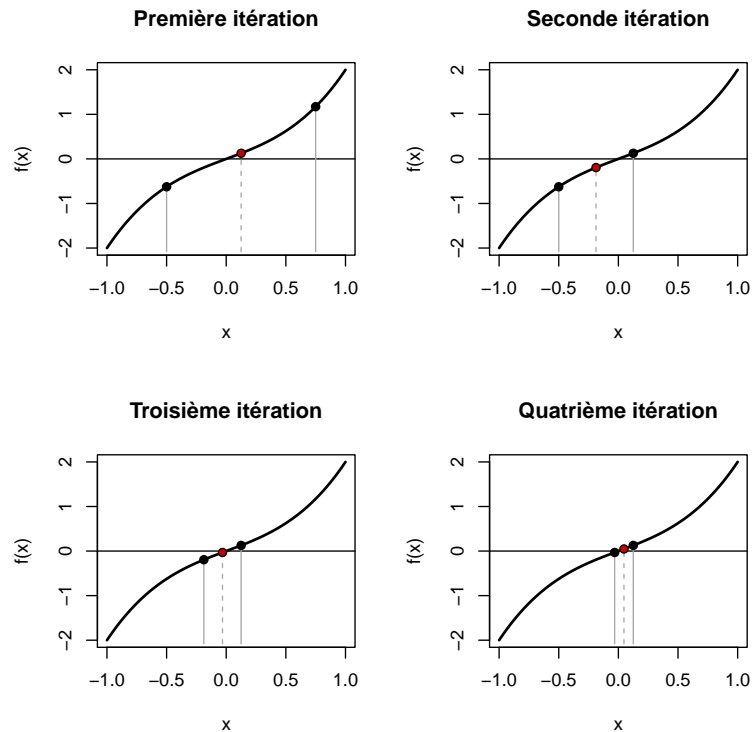 Première itération
f(x)
2
1
0
−1
−2
−1.0 −0.5 0.0 0.5 1.0
x
Seconde itération
f(x)
2
1
0
−1
−2
−1.0 −0.5 0.0 0.5 1.0
x
Troisième itération
f(x)
2
1
0
−1
−2
−1.0 −0.5 0.0 0.5 1.0
x
Quatrième itération
f(x)
2
1
0
−1
−2
−1.0 −0.5 0.0 0.5 1.0
x